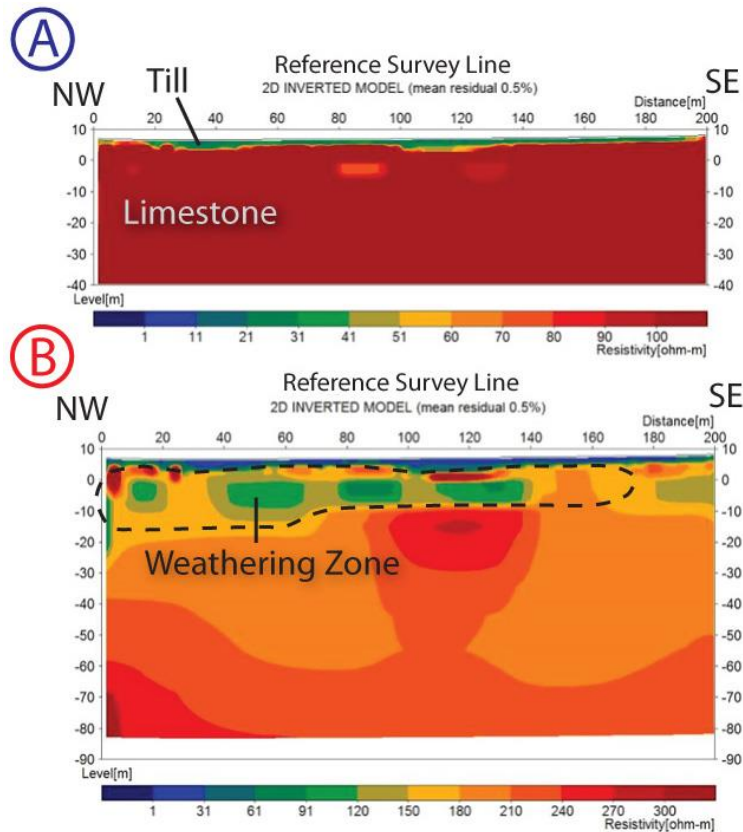 A
Till
Reference Survey Line
NW
2D INVERTED MODEL (mean residual 0.5%)
SE
Distance[m]
0 20 40 60 80 100 120 140 160 180 200
10 10
0 0
-10 -10
Limestone
-20 -20
-30 -30
-40 -40
Level[m]
1 11 21 31 41 51 60 70 80 90 100
Resistivity[ohm-m]
B
Reference Survey Line
NW
2D INVERTED MODEL (mean residual 0.5%)
SE
Distance[m]
0 20 40 60 80 100 120 140 160 180 200
10 10
0 0
-10 -10
-20 -20
Weathering Zone
-30 -30
-40 -40
-50 -50
-60 -60
-70 -70
-80 -80
-90 -90
Level[m]
1 31 61 91 120 150 180 210 240 270 300
Resistivity[ohm-m]